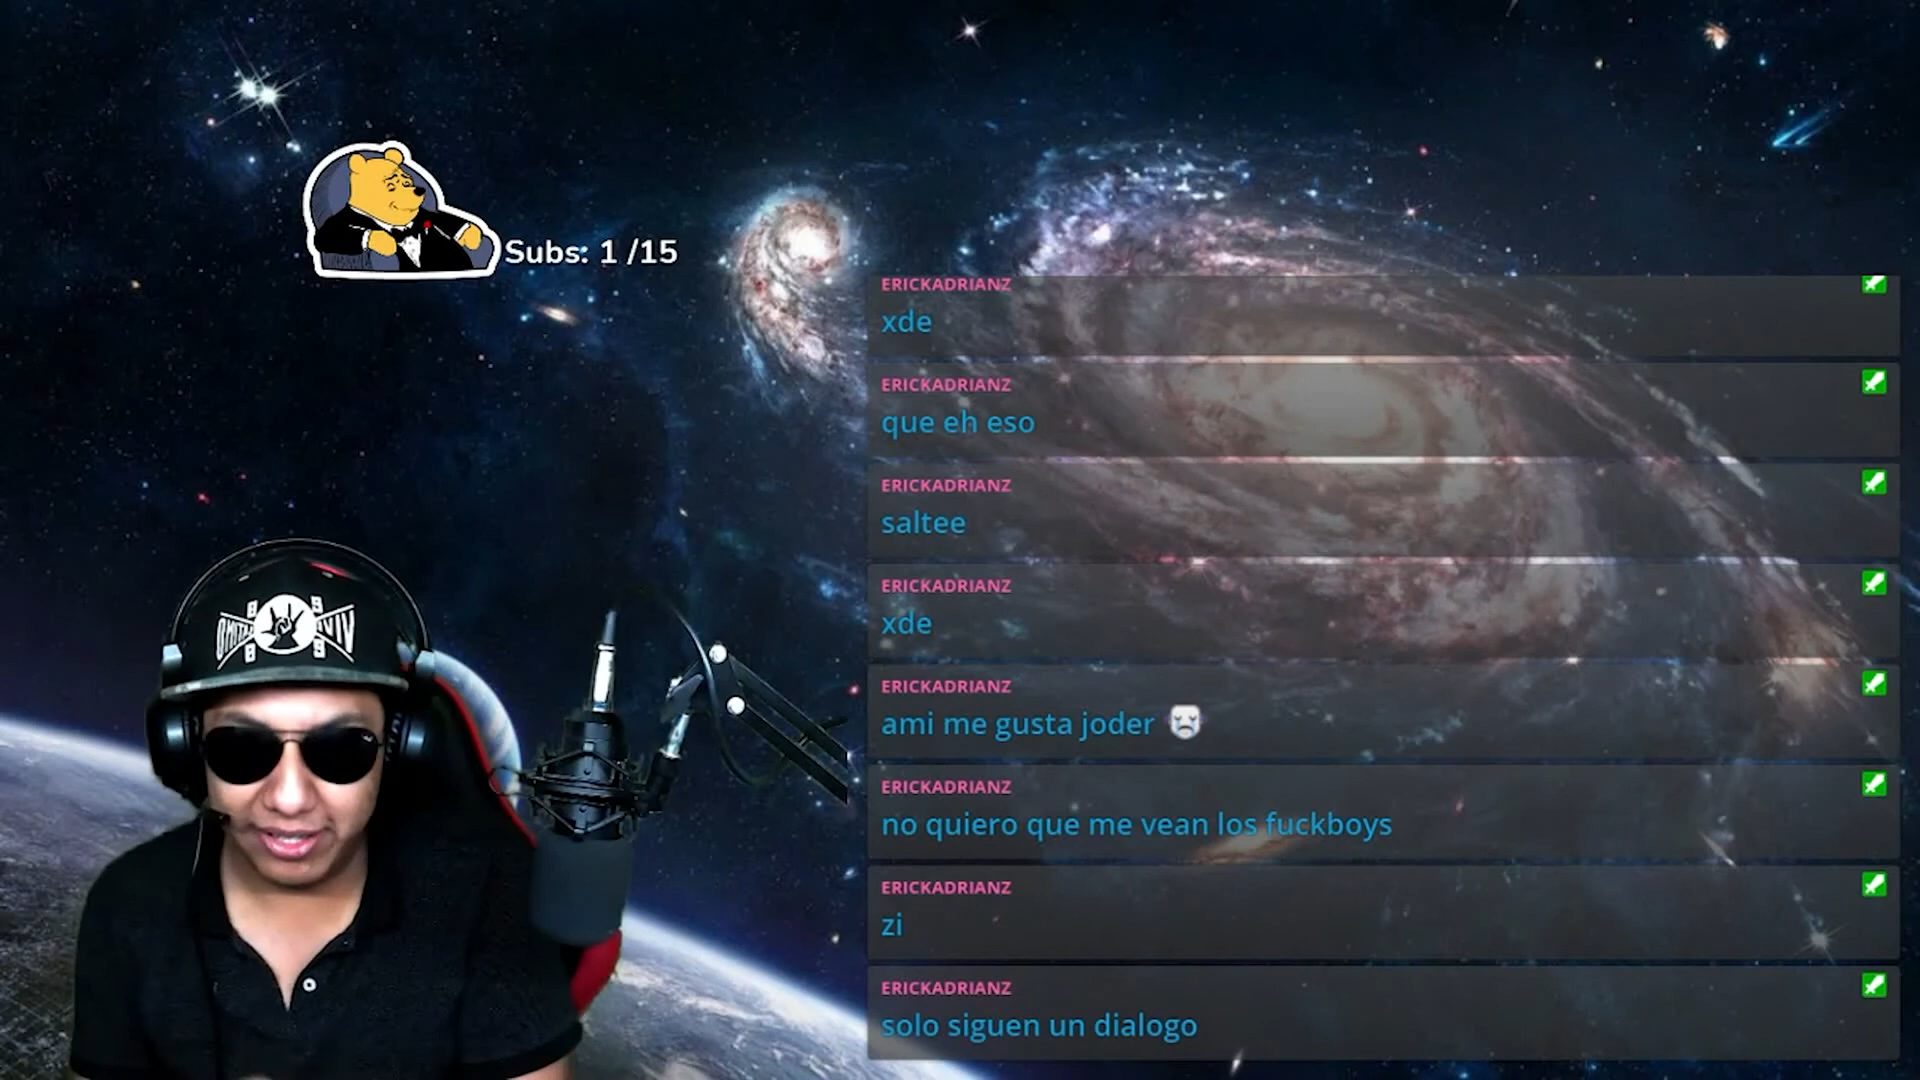 Subs: 1 /15
ERICKADRIANZ
xde
ERICKADRIANZ
que eh eso
ERICKADRIANZ
saltee
ERICKADRIANZ
xde
ERICKADRIANZ
ami me gusta joder
ERICKADRIANZ
no quiero que me vean los fuckboys
ERICKADRIANZ
zi
ERICKADRIANZ
solo siguen un dialogo